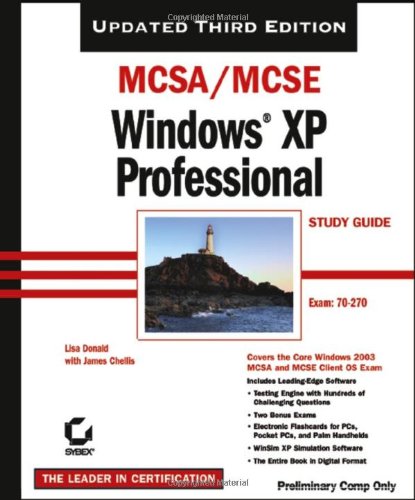 UPDATED THIRD EDITION
MCSA/MCSE
Windows® XP
Professional
STUDY GUIDE
Exam: 70-270
Lisa Donald
with James Chellis
Covers the Core Windows 2003
MCSA and MCSE Client OS Exam
Includes Leading-Edge Software
• Testing Engine with Hundreds of
Challenging Questions
• Two Bonus Exams
• Electronic Flashcards for PCs,
Pocket PCs, and Palm Handhelds
• WinSim XP Simulation Software
• The Entire Book in Digital Format
SYBEX®
THE LEADER IN CERTIFICATION™
Preliminary Comp Only